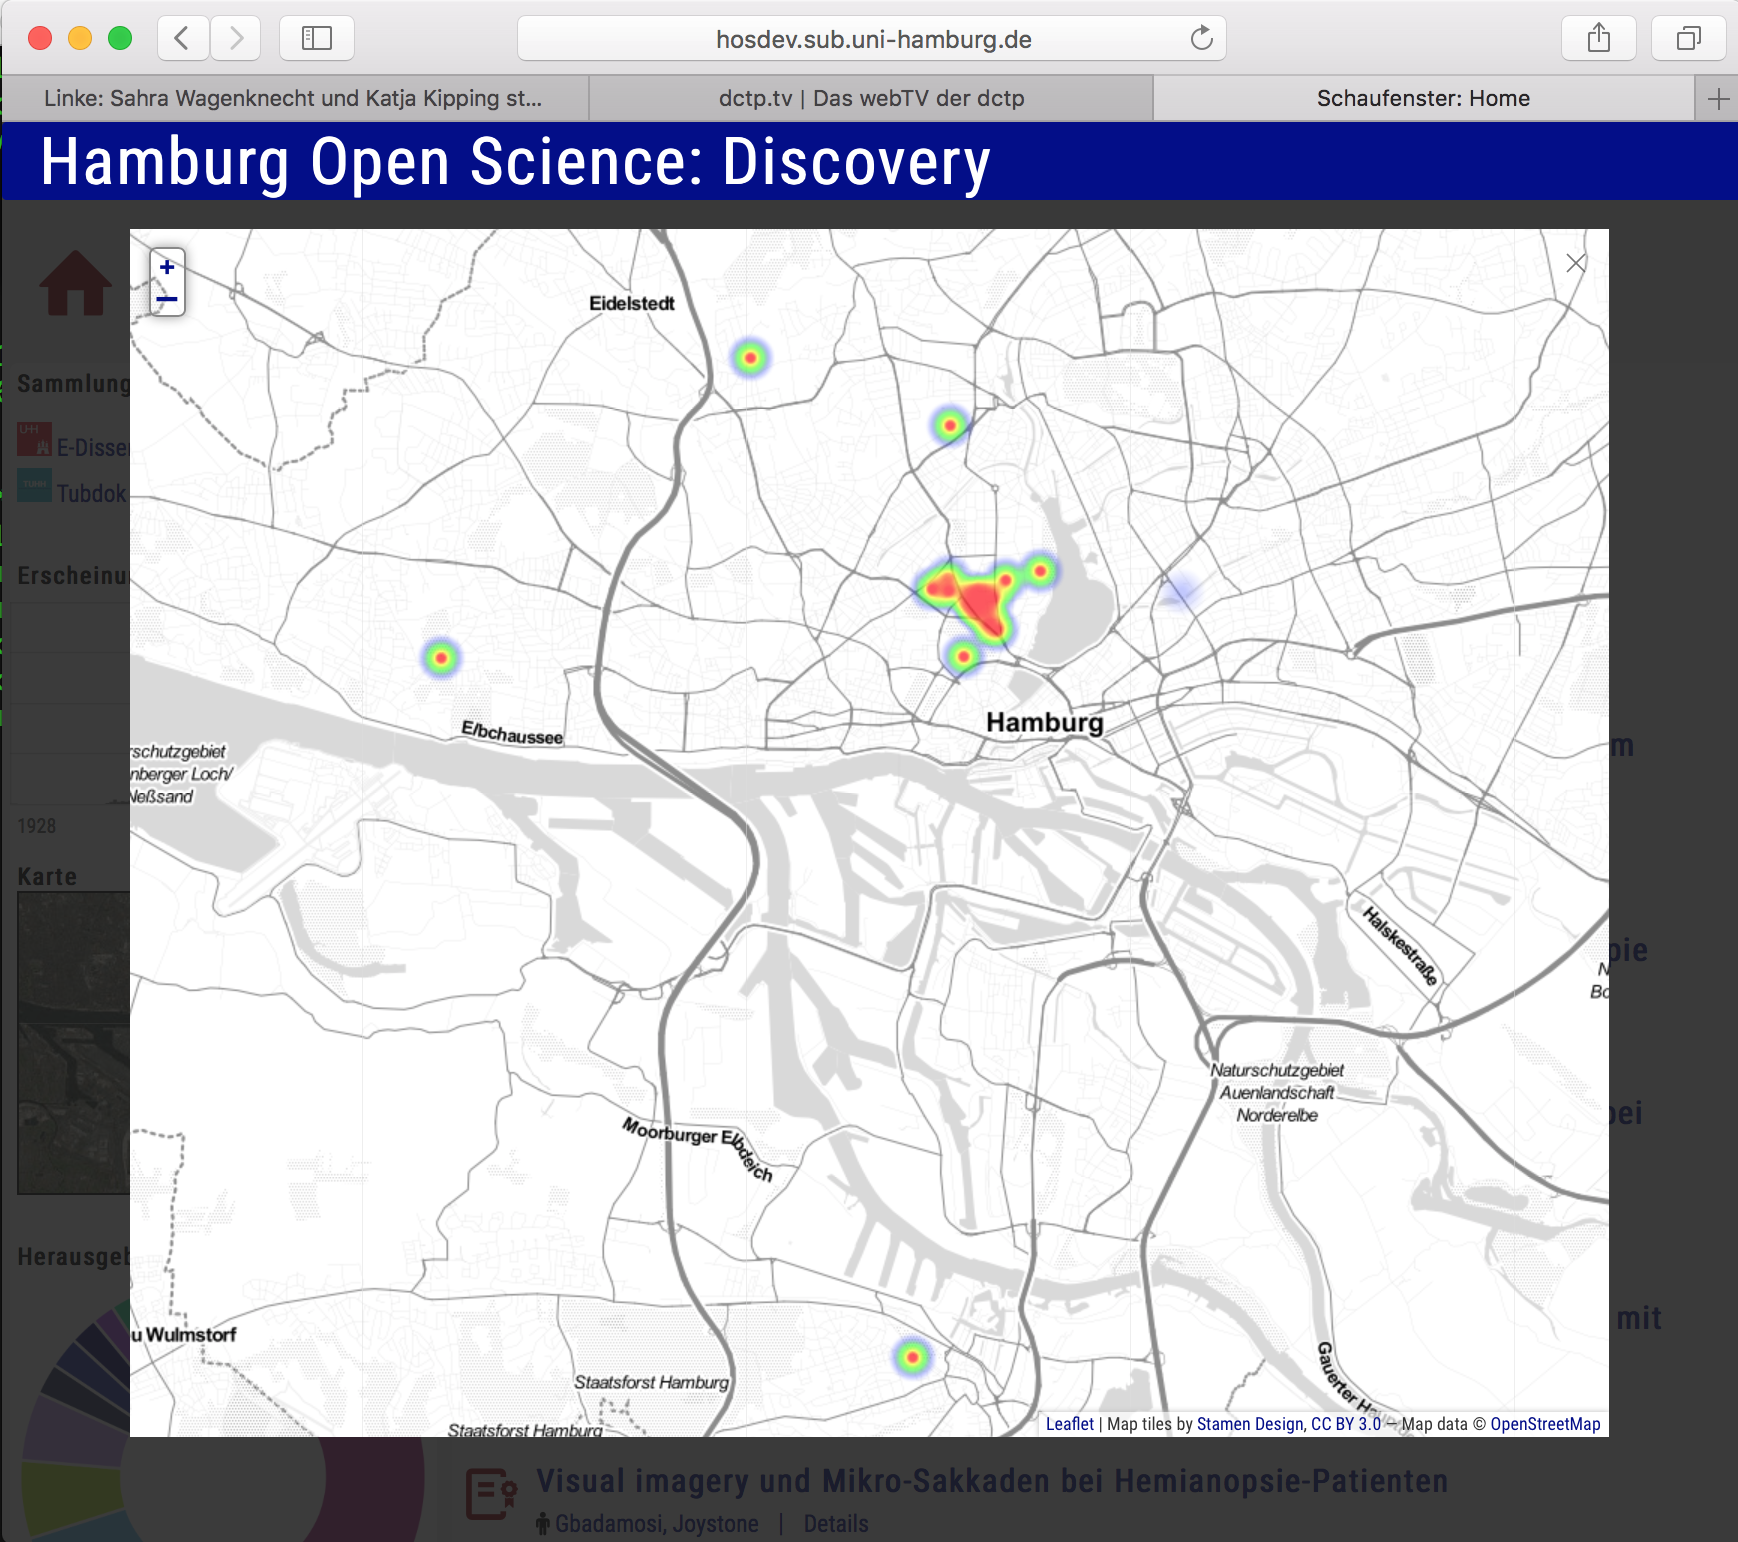 hosdev.sub.uni-hamburg.de
Linke: Sahra Wagenknecht und Katja Kipping st...
dctp.tv | Das webTV der dctp
Schaufenster: Home
Hamburg Open Science: Discovery
+
−
Eidelstedt
Sammlung
U+H
E-Disse
TUHH
Tubdok
Erscheinu
Elbchaussee
Hamburg
rschutzgebiet
nberger Loch/
Neßsand
m
1928
Karte
Halskestraße
pie
N
Bo
Naturschutzgebiet
Auenlandschaft
Norderelbe
bei
Moorburger Elbdeich
Herausgeb
mit
u Wulmstorf
Gauerter Hau
Staatsforst Hamburg
Staatsforst Hamburg
Leaflet | Map tiles by Stamen Design, CC BY 3.0 — Map data © OpenStreetMap
Visual imagery und Mikro-Sakkaden bei Hemianopsie-Patienten
Gbadamosi, Joystone | Details